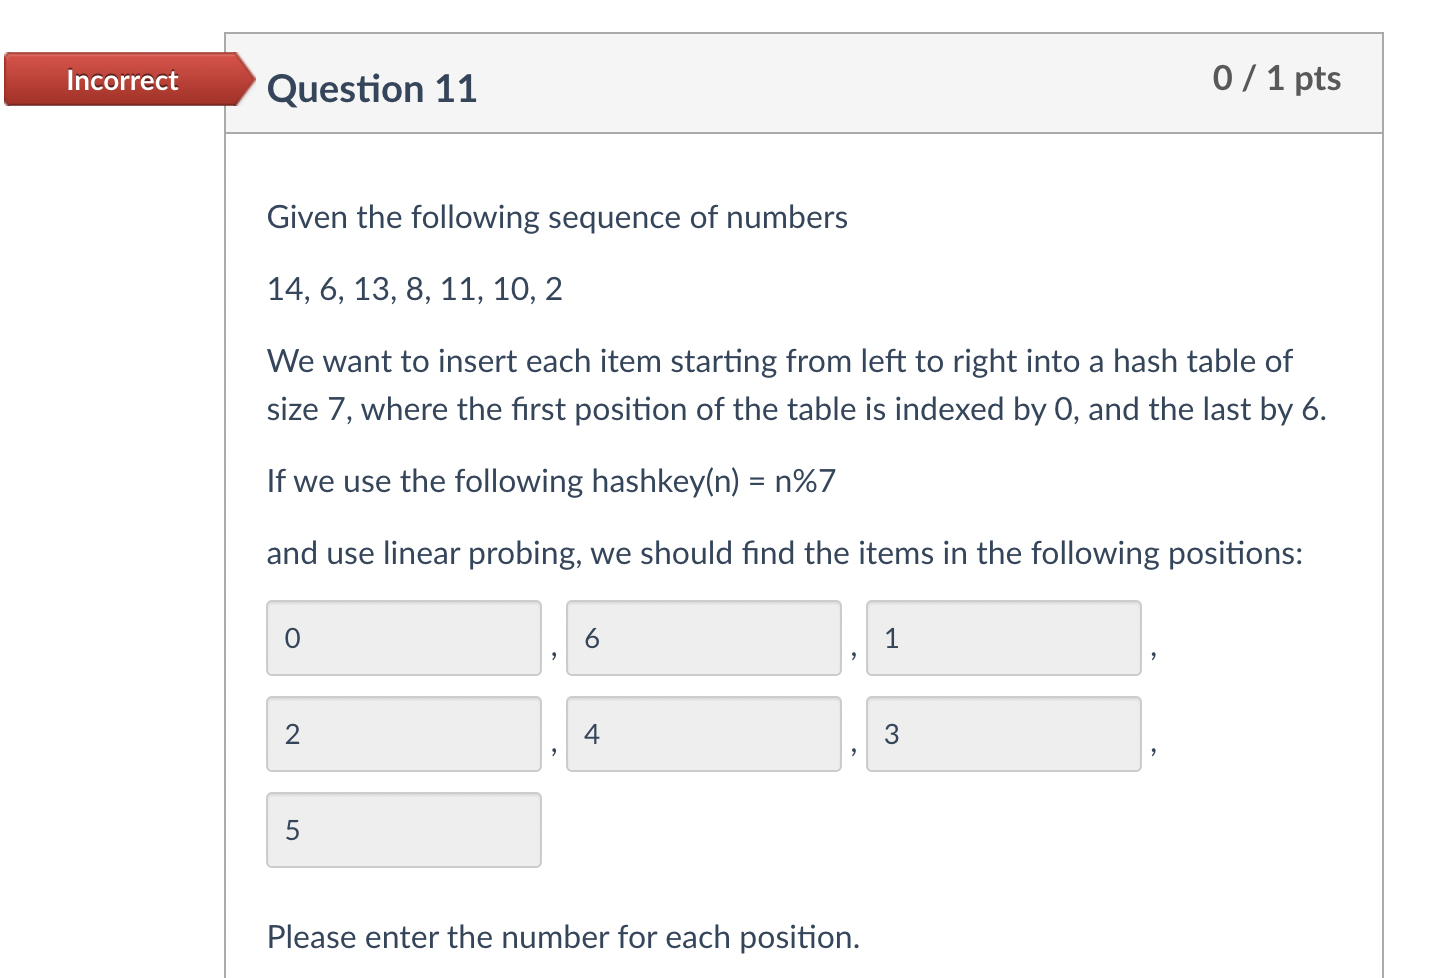 Incorrect
Question 11
0 / 1 pts
Given the following sequence of numbers
14, 6, 13, 8, 11, 10, 2
We want to insert each item starting from left to right into a hash table of
size 7, where the first position of the table is indexed by 0, and the last by 6.
If we use the following hashkey(n) = n%7
and use linear probing, we should find the items in the following positions:
0 , 6 , 1 ,
2 , 4 , 3 ,
5
Please enter the number for each position.